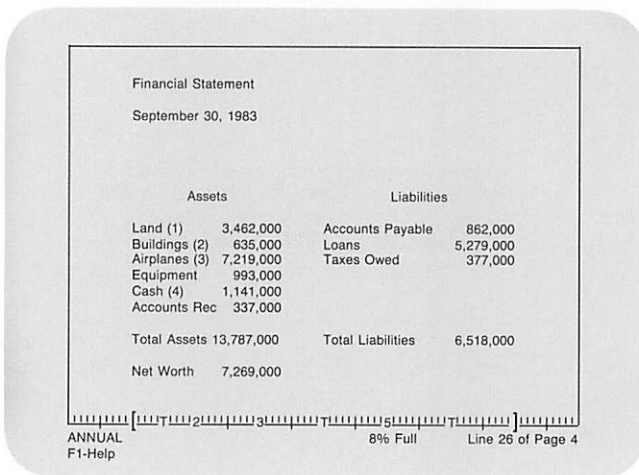 Financial Statement
September 30, 1983
Assets Liabilities
Land (1) 3,462,000 Accounts Payable 862,000
Buildings (2) 635,000 Loans 5,279,000
Airplanes (3) 7,219,000 Taxes Owed 377,000
Equipment 993,000
Cash (4) 1,141,000
Accounts Rec 337,000
Total Assets 13,787,000 Total Liabilities 6,518,000
Net Worth 7,269,000
[ T 2 3 T 5 T ]
ANNUAL 8% Full Line 26 of Page 4
F1-Help